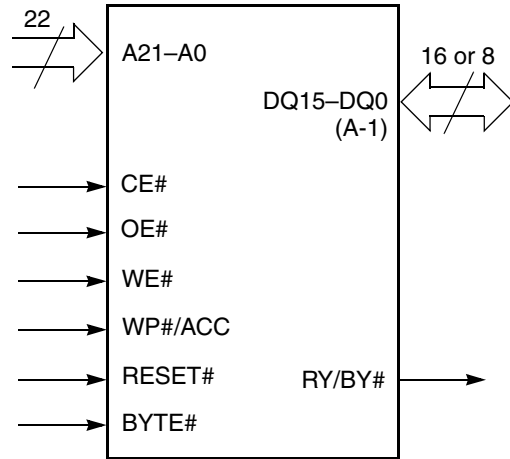 22
A21–A0
16 or 8
DQ15–DQ0
(A-1)
CE#
OE#
WE#
WP#/ACC
RESET#
RY/BY#
BYTE#